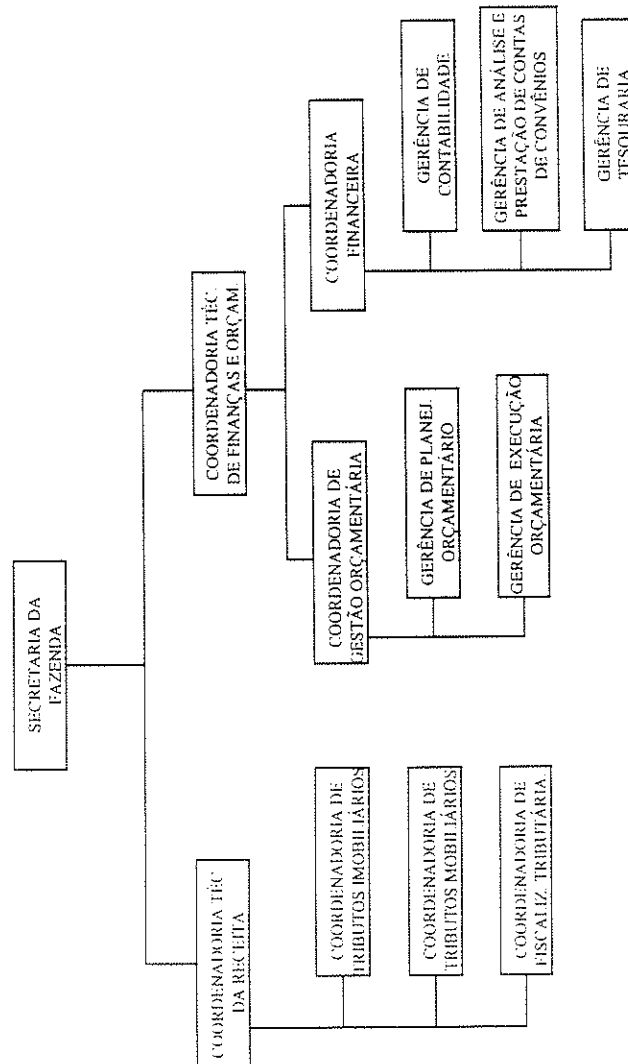 SECRETARIA DA
FAZENDA
COORDENADORIA TÉC
DA RECEITA
COORDENADORIA TÉC.
DE FINANÇAS E ORÇAM.
COORDENADORIA DE
TRIBUTOS IMOBILIÁRIOS
COORDENADORIA DE
TRIBUTOS MOBILIÁRIOS
COORDENADORIA DE
FISCALIZ. TRIBUTÁRIA.
COORDENADORIA DE
GESTÃO ORÇAMENTÁRIA
GERÊNCIA DE PLANEJ.
ORÇAMENTÁRIO
GERÊNCIA DE EXECUÇÃO
ORÇAMENTÁRIA
COORDENADORIA
FINANCEIRA
GERÊNCIA DE
CONTABILIDADE
GERÊNCIA DE ANÁLISE E
PRESTAÇÃO DE CONTAS
DE CONVÊNIOS
GERÊNCIA DE
TESOURARIA